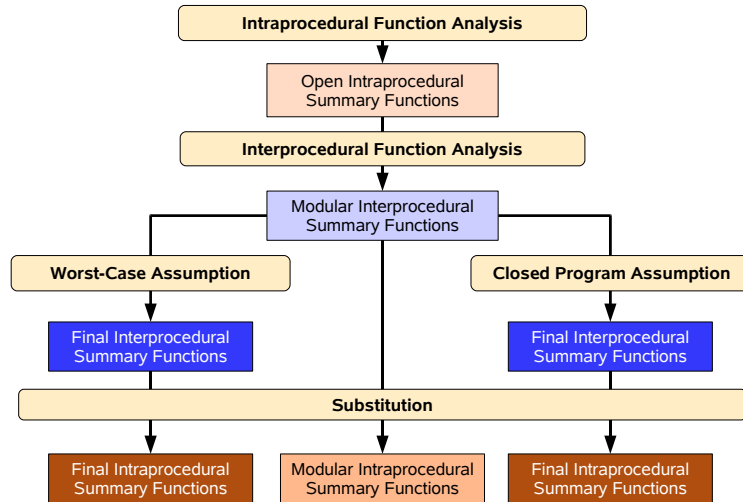 Intraprocedural Function Analysis
Open Intraprocedural
Summary Functions
Interprocedural Function Analysis
Modular Interprocedural
Summary Functions
Worst-Case Assumption
Closed Program Assumption
Final Interprocedural
Summary Functions
Final Interprocedural
Summary Functions
Substitution
Final Intraprocedural
Summary Functions
Modular Intraprocedural
Summary Functions
Final Intraprocedural
Summary Functions